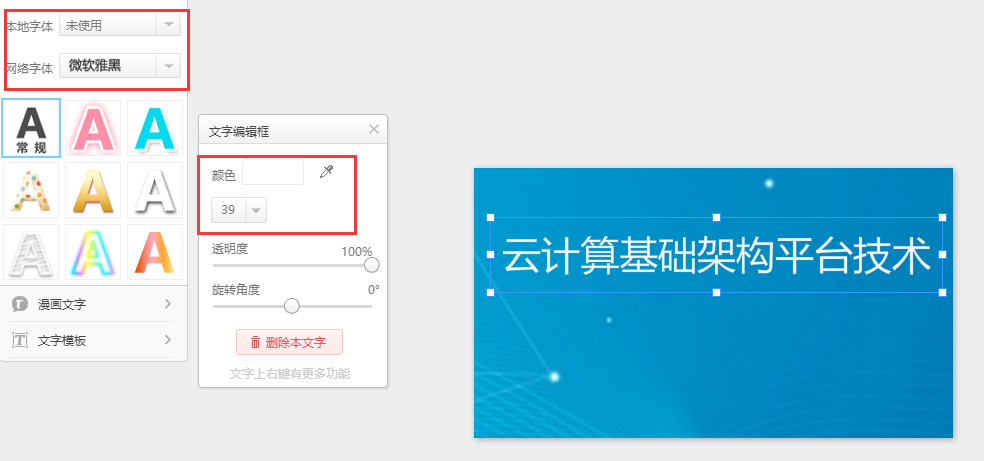 本地字体 未使用
网络字体 微软雅黑
A
常 规
A
A
A
A
A
A
A
A
漫画文字
T 文字模板
文字编辑框
颜色
39
透明度 100%
旋转角度 0°
删除本文字
文字上右键有更多功能
云计算基础架构平台技术